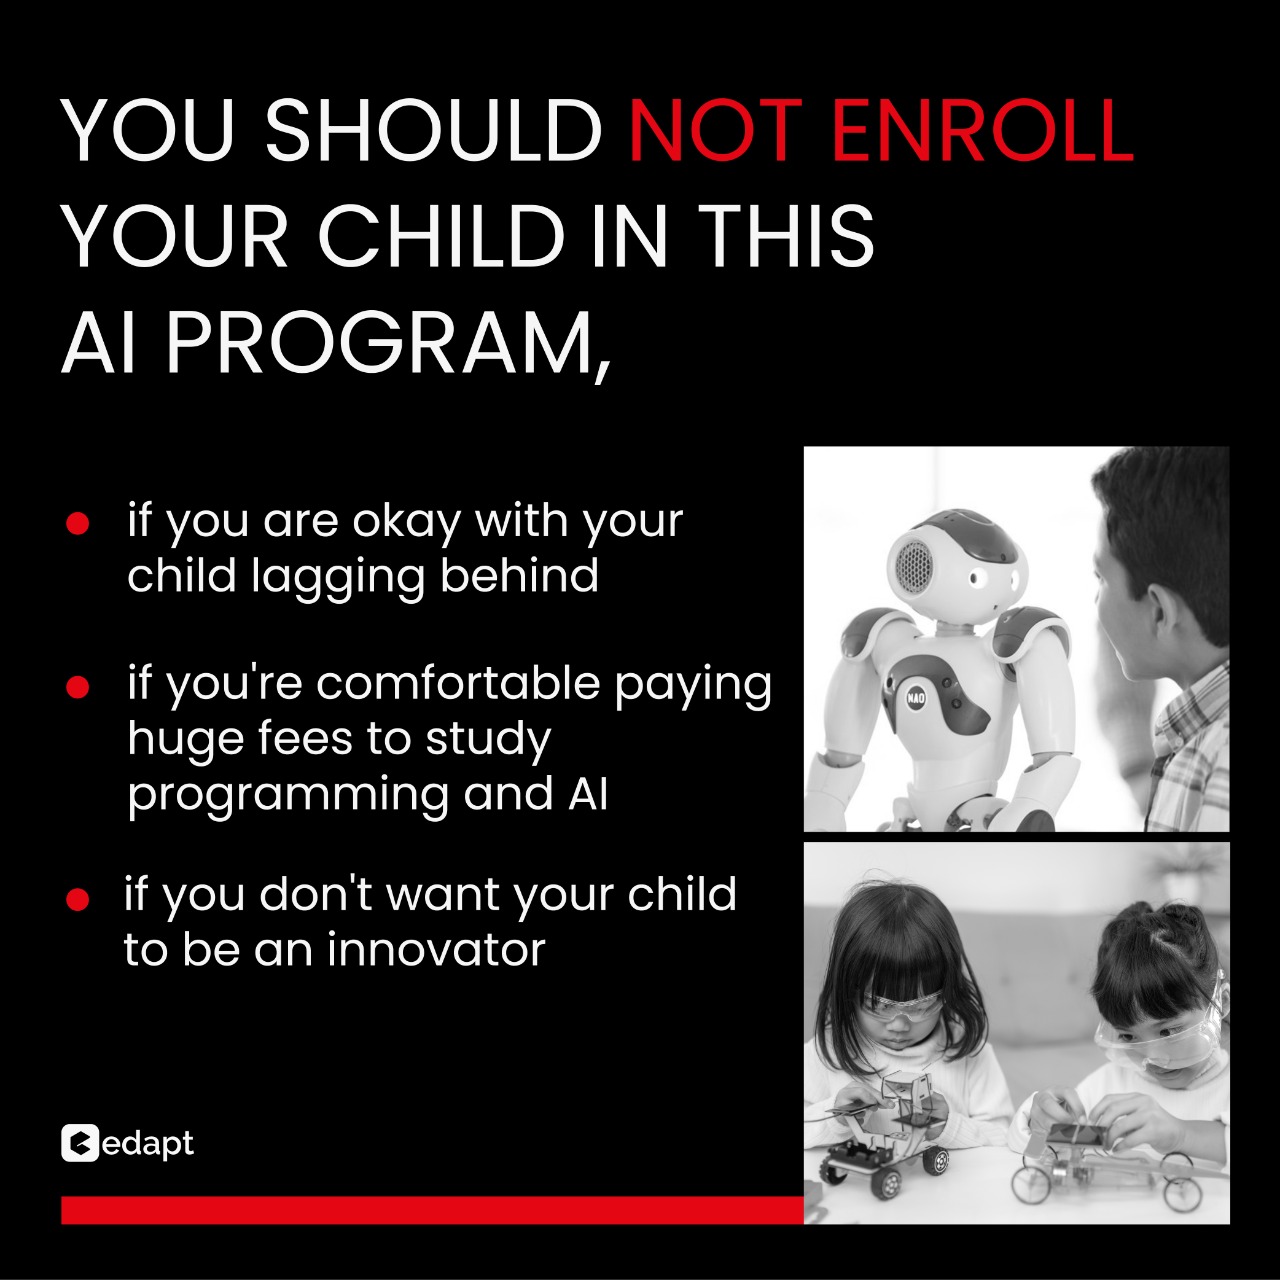 YOU SHOULD NOT ENROLL
YOUR CHILD IN THIS
AI PROGRAM,
if you are okay with your
child lagging behind
if you're comfortable paying
huge fees to study
programming and AI
if you don't want your child
to be an innovator
NAO
edapt